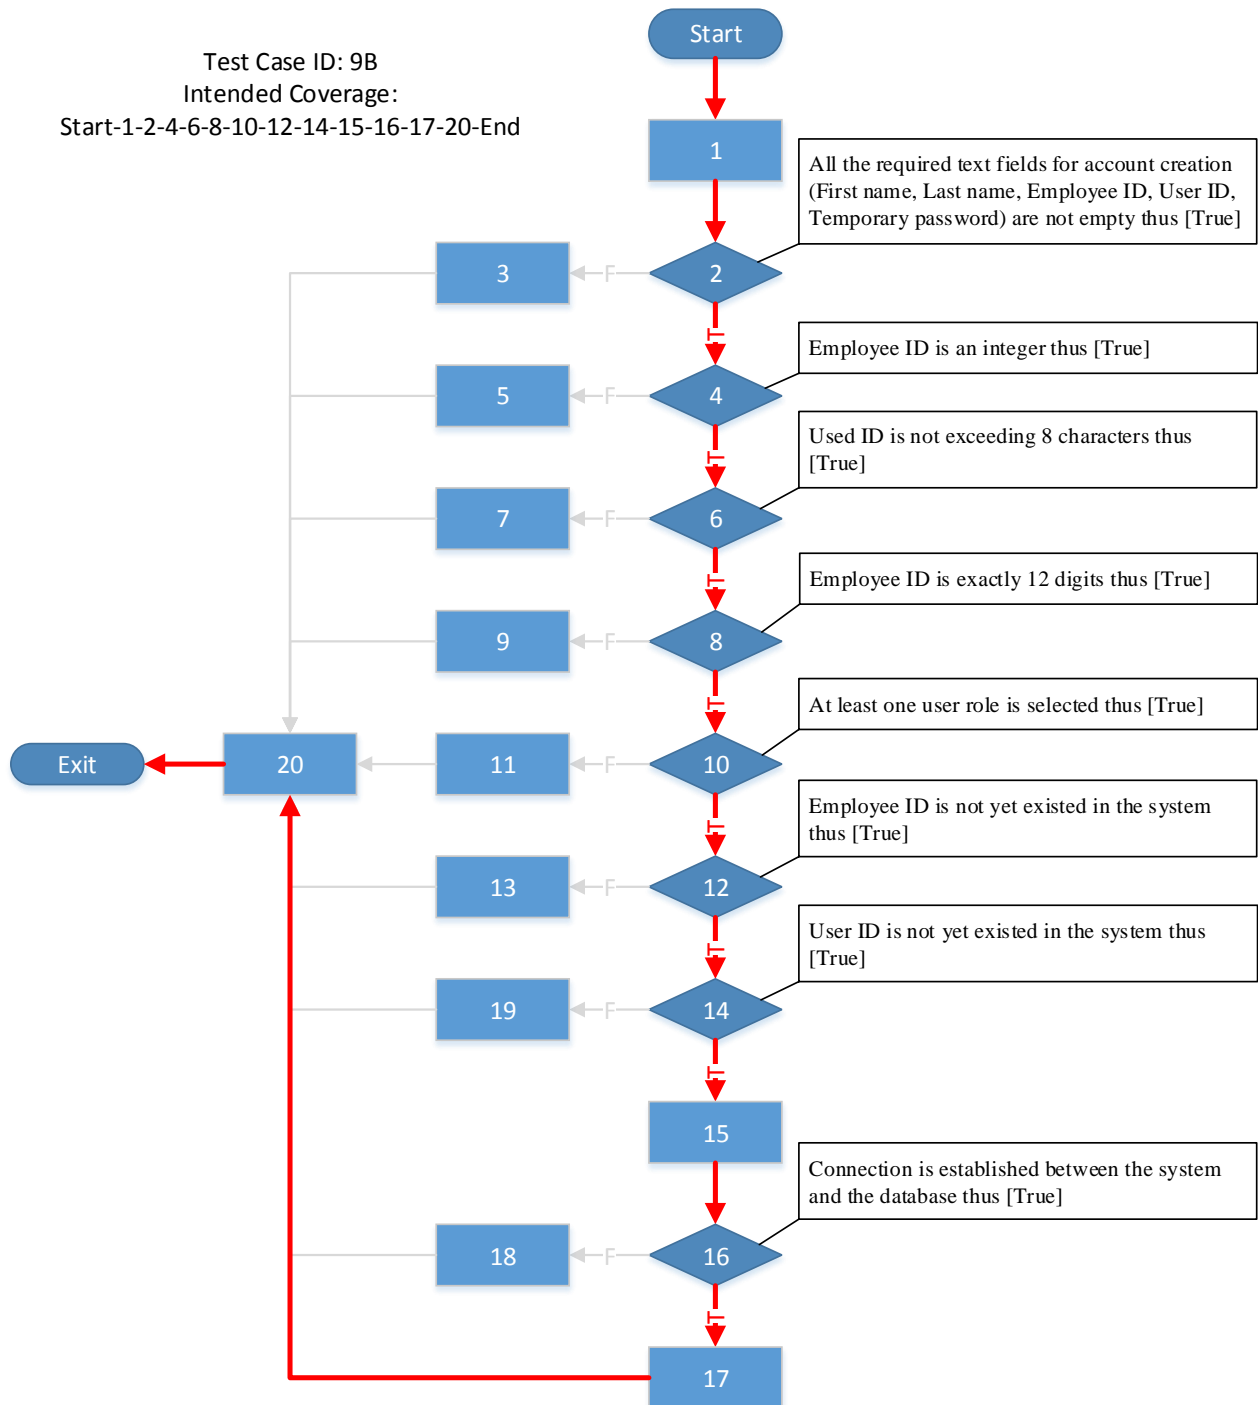 Start
Test Case ID: 9B
Intended Coverage:
Start-1-2-4-6-8-10-12-14-15-16-17-20-End
1
All the required text fields for account creation
(First name, Last name, Employee ID, User ID,
Temporary password) are not empty thus [True]
3
F
2
T
Employee ID is an integer thus [True]
5
F
4
T
Used ID is not exceeding 8 characters thus
[True]
7
F
6
T
Employee ID is exactly 12 digits thus [True]
9
F
8
T
At least one user role is selected thus [True]
Exit
20
11
F
10
T
Employee ID is not yet existed in the system
thus [True]
13
F
12
T
User ID is not yet existed in the system thus
[True]
19
F
14
T
15
Connection is established between the system
and the database thus [True]
18
F
16
T
17